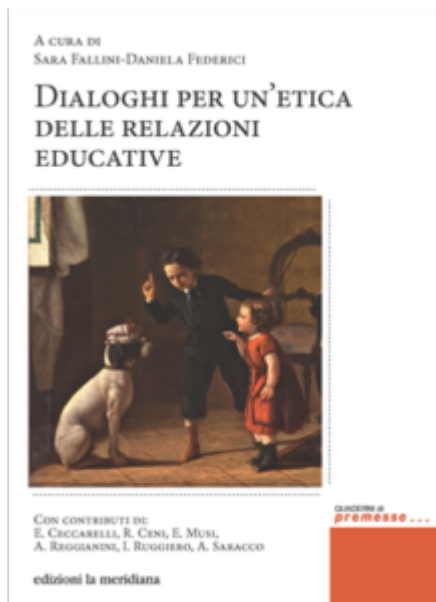 A CURA DI
SARA FALLINI-DANIELA FEDERICI
DIALOGHI PER UN'ETICA
DELLE RELAZIONI
EDUCATIVE
CON CONTRIBUTI DI:
E. CECCARELLI, R. CENI, E. MUSI,
A. REGGIANINI, I. RUGGIERO, A. SARACCO
edizioni la meridiana
QUADERNI di
premesse...